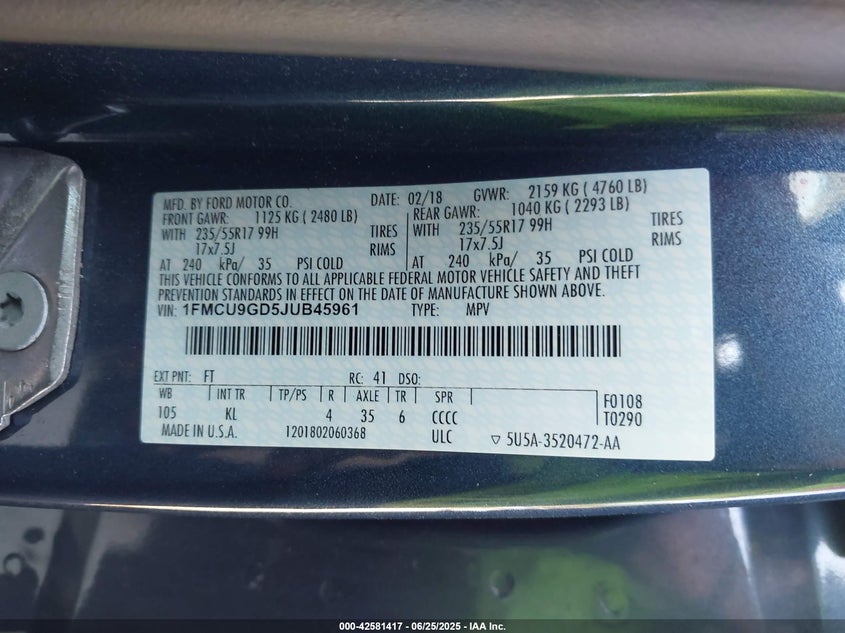 MFD. BY FORD MOTOR CO. DATE: 02/18 GVWR: 2159 KG ( 4760 LB)
FRONT GAWR: 1125 KG ( 2480 LB) REAR GAWR: 1040 KG ( 2293 LB)
WITH 235/55R17 99H TIRES WITH 235/55R17 99H TIRES
17x7.5J RIMS 17x7.5J RIMS
AT 240 kPa/ 35 PSI COLD AT 240 kPa/ 35 PSI COLD
THIS VEHICLE CONFORMS TO ALL APPLICABLE FEDERAL MOTOR VEHICLE SAFETY AND THEFT
PREVENTION STANDARDS IN EFFECT ON THE DATE OF MANUFACTURE SHOWN ABOVE.
VIN: 1FMCU9GD5JUB45961 TYPE: MPV
EXT PNT: FT RC: 41 DSO:
WB INT TR TP/PS R AXLE TR SPR F0108
105 KL 4 35 6 CCCC T0290
MADE IN U.S.A. 1201802060368 ULC ▽ 5U5A-3520472-AA
000-42581417 - 06/25/2025 - IAA Inc.